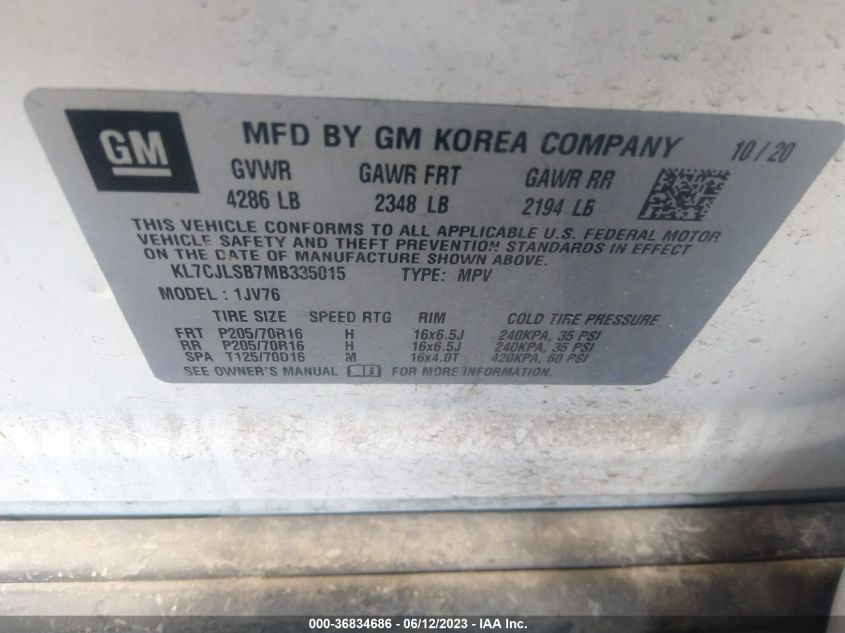 GM
MFD BY GM KOREA COMPANY 10/20
GVWR GAWR FRT GAWR RR
4286 LB 2348 LB 2194 LB
THIS VEHICLE CONFORMS TO ALL APPLICABLE U.S. FEDERAL MOTOR
VEHICLE SAFETY AND THEFT PREVENTION STANDARDS IN EFFECT
ON THE DATE OF MANUFACTURE SHOWN ABOVE.
KL7CJLSB7MB335015 TYPE: MPV
MODEL: 1JV76
TIRE SIZE SPEED RTG RIM COLD TIRE PRESSURE
FRT P205/70R16 H 16x6.5J 240KPA, 35 PSI
RR P205/70R16 H 16x6.5J 240KPA, 35 PSI
SPA T125/70D16 M 16x4.0T 420KPA, 60 PSI
SEE OWNER'S MANUAL FOR MORE INFORMATION.
000-36834686 - 06/12/2023 - IAA Inc.